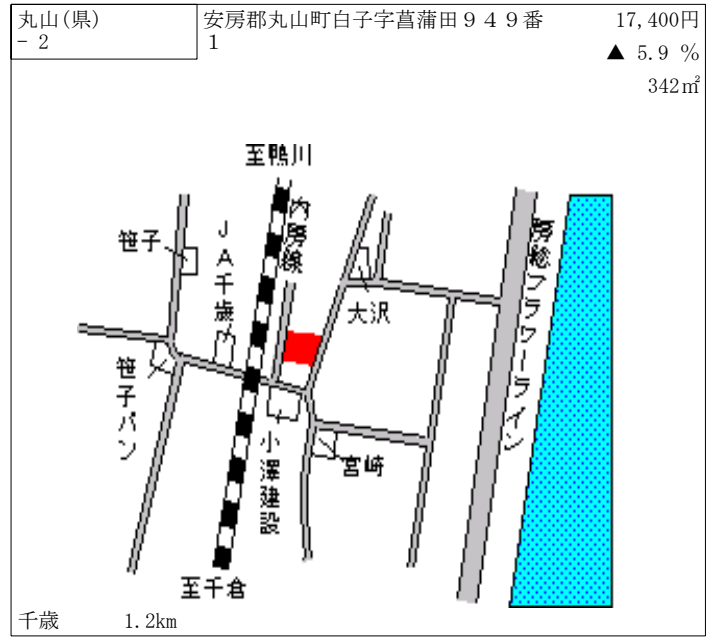 丸山(県)
－２
安房郡丸山町白子字菖蒲田９４９番
１
17,400円
▲ 5.9 %
342㎡
至鴨川
内房線
笹子
ＪＡ千歳
大沢
房総フラワーライン
笹子パン
小澤建設
宮崎
至千倉
千歳 1.2km